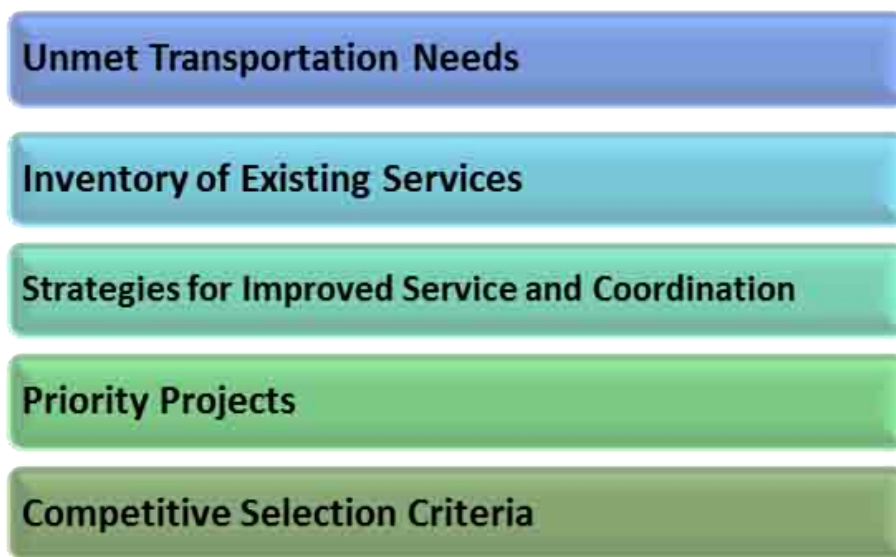 Unmet Transportation Needs
Inventory of Existing Services
Strategies for Improved Service and Coordination
Priority Projects
Competitive Selection Criteria